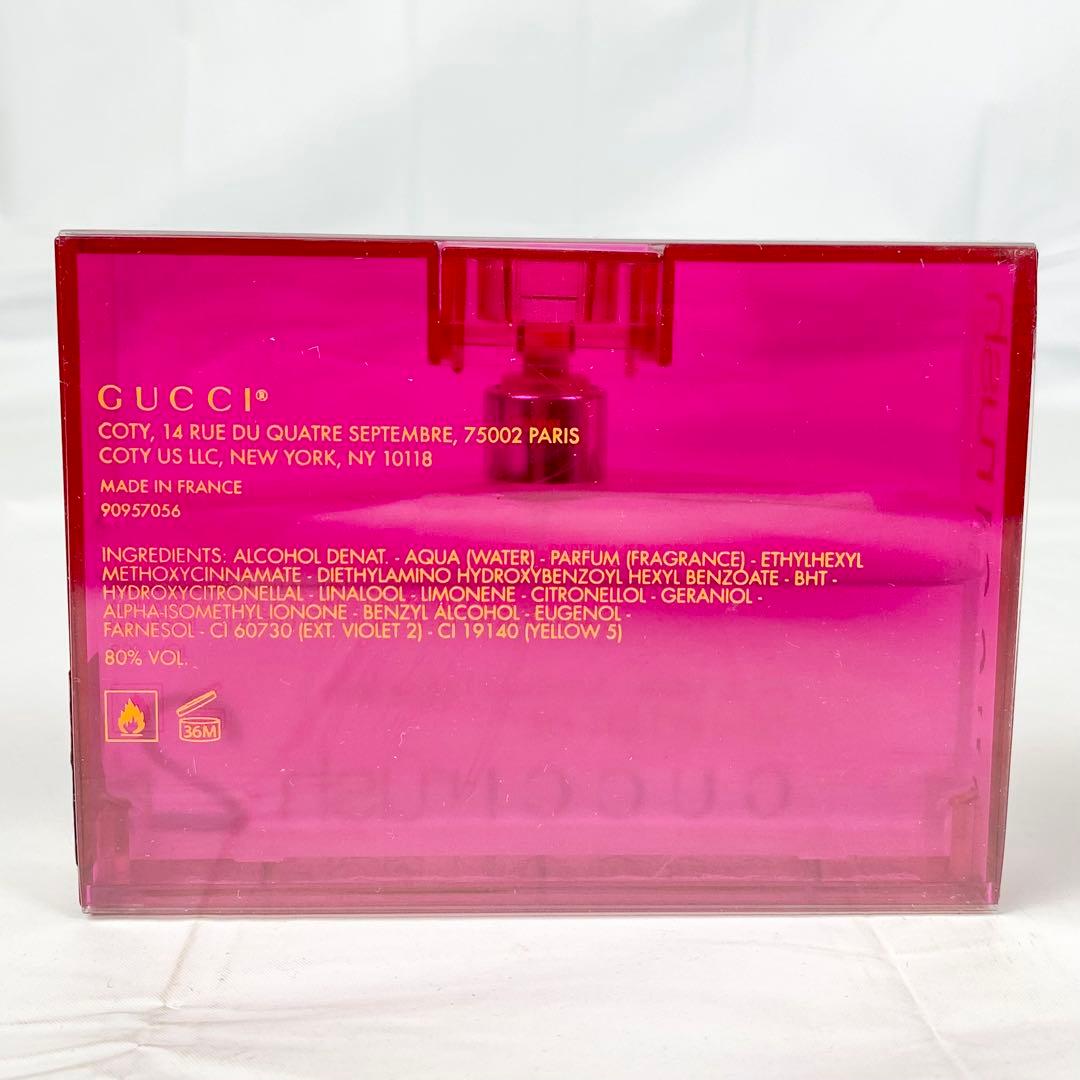 GUCCI®
COTY, 14 RUE DU QUATRE SEPTEMBRE, 75002 PARIS
COTY US LLC, NEW YORK, NY 10118
MADE IN FRANCE
90957056
INGREDIENTS: ALCOHOL DENAT. - AQUA (WATER) - PARFUM (FRAGRANCE) - ETHYLHEXYL
METHOXYCINNAMATE - DIETHYLAMINO HYDROXYBENZOYL HEXYL BENZOATE - BHT -
HYDROXYCITRONELLAL - LINALOOL - LIMONENE - CITRONELLOL - GERANIOL -
ALPHA-ISOMETHYL IONONE - BENZYL ALCOHOL - EUGENOL -
FARNESOL - CI 60730 (EXT. VIOLET 2) - CI 19140 (YELLOW 5)
80% VOL.
36M
GUCCI rush
2